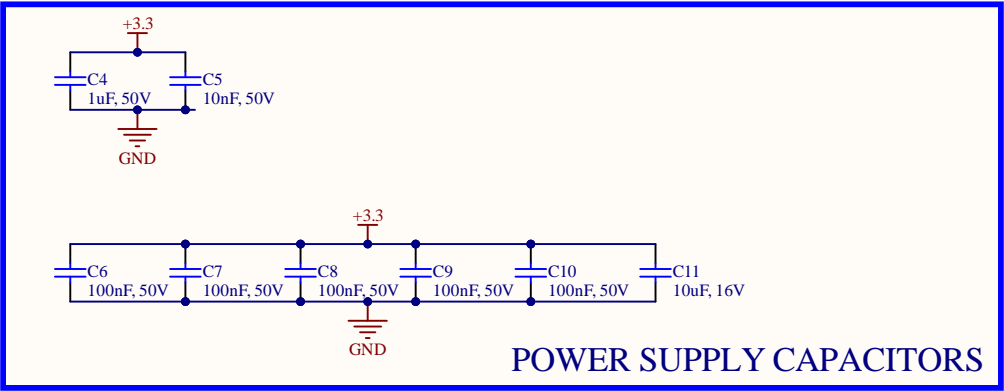 +3.3
C4 C5
1uF, 50V 10nF, 50V
GND
+3.3
C6 C7 C8 C9 C10 C11
100nF, 50V 100nF, 50V 100nF, 50V 100nF, 50V 100nF, 50V 10uF, 16V
GND
POWER SUPPLY CAPACITORS